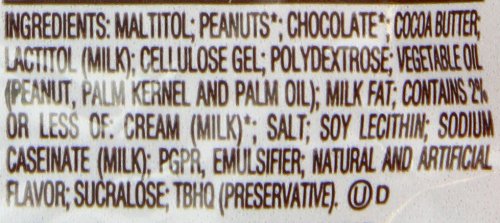 INGREDIENTS: MALTITOL; PEANUTS*; CHOCOLATE*; COCOA BUTTER;
LACTITOL (MILK); CELLULOSE GEL; POLYDEXTROSE; VEGETABLE OIL
(PEANUT, PALM KERNEL AND PALM OIL); MILK FAT; CONTAINS 2%
OR LESS OF: CREAM (MILK)*; SALT; SOY LECITHIN; SODIUM
CASEINATE (MILK); PGPR, EMULSIFIER; NATURAL AND ARTIFICIAL
FLAVOR; SUCRALOSE; TBHQ (PRESERVATIVE). Ⓤ D